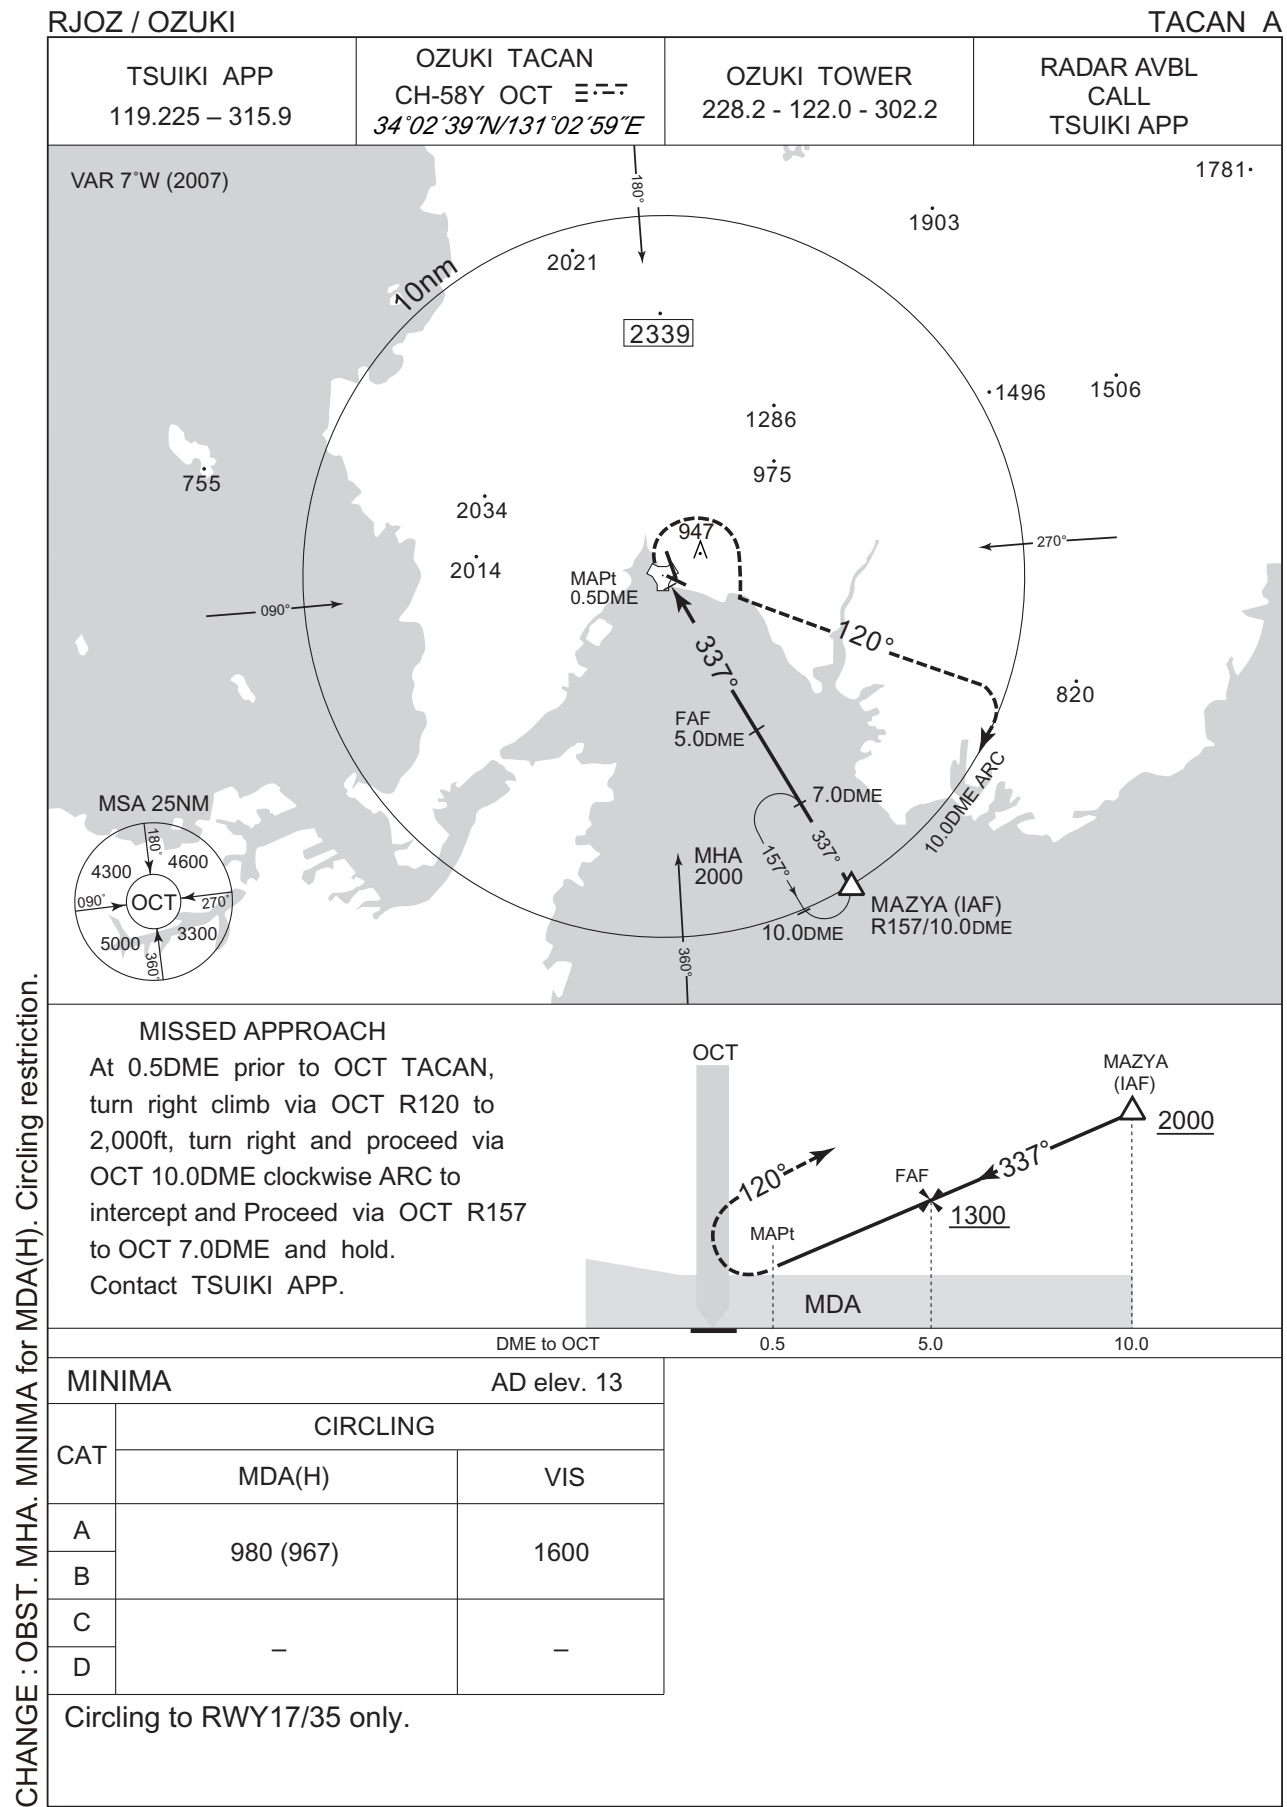 RJOZ / OZUKI
TACAN A
TSUIKI APP
119.225 – 315.9
OZUKI TACAN
CH-58Y OCT
34°02′39″N/131°02′59″E
OZUKI TOWER
228.2 - 122.0 - 302.2
RADAR AVBL
CALL
TSUIKI APP
VAR 7°W (2007)
180°
1781
1903
2021
10nm
2339
1496
1506
1286
975
755
2034
947
270°
2014
MAPt
0.5DME
090°
120°
337°
820
FAF
5.0DME
7.0DME
10.0DME ARC
MSA 25NM
180°
4300
4600
090°
OCT
270°
5000
3300
360°
MHA
2000
157°
337°
MAZYA (IAF)
R157/10.0DME
10.0DME
360°
MISSED APPROACH
At 0.5DME prior to OCT TACAN,
turn right climb via OCT R120 to
2,000ft, turn right and proceed via
OCT 10.0DME clockwise ARC to
intercept and Proceed via OCT R157
to OCT 7.0DME and hold.
Contact TSUIKI APP.
OCT
MAZYA
(IAF)
2000
337°
120°
FAF
1300
MAPt
MDA
DME to OCT
0.5
5.0
10.0
MINIMA
AD elev. 13
CAT
CIRCLING
MDA(H)
VIS
A
980 (967)
1600
B
C
–
–
D
Circling to RWY17/35 only.
CHANGE : OBST. MHA. MINIMA for MDA(H). Circling restriction.